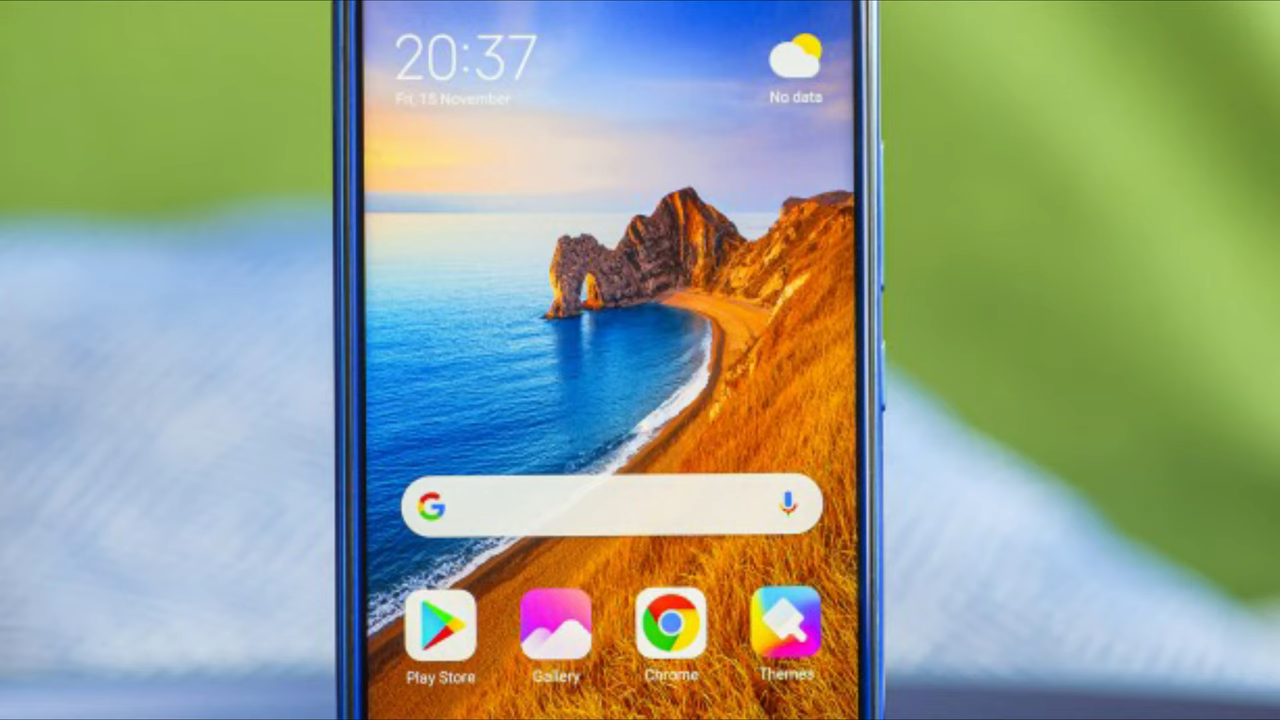 20:37
Fri, 15 November
No data
G
Play Store
Gallery
Chrome
Themes